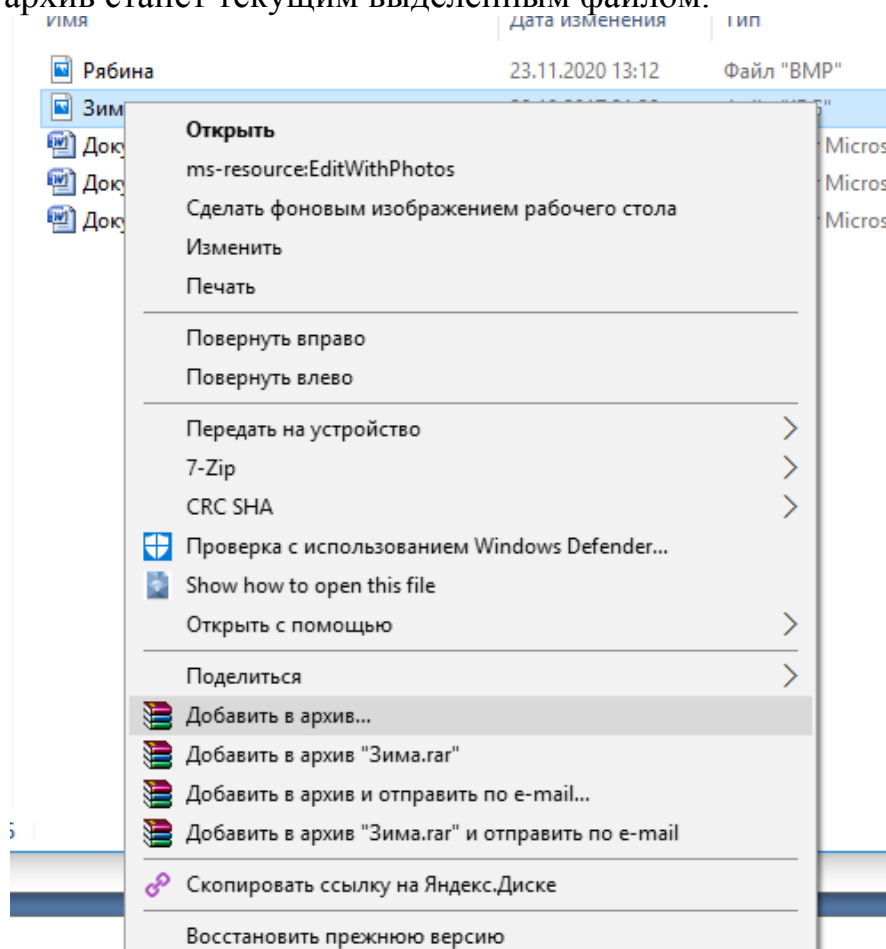 архив станет текущим выделенным файлом.
Имя Дата изменения Тип
Рябина 23.11.2020 13:12 Файл "BMP"
Зим
Доку Micros
Доку Micros
Доку Micros
Открыть
ms-resource:EditWithPhotos
Сделать фоновым изображением рабочего стола
Изменить
Печать
Повернуть вправо
Повернуть влево
Передать на устройство
7-Zip
CRC SHA
Проверка с использованием Windows Defender...
Show how to open this file
Открыть с помощью
Поделиться
Добавить в архив...
Добавить в архив "Зима.rar"
Добавить в архив и отправить по e-mail...
Добавить в архив "Зима.rar" и отправить по e-mail
Скопировать ссылку на Яндекс.Диске
Восстановить прежнюю версию